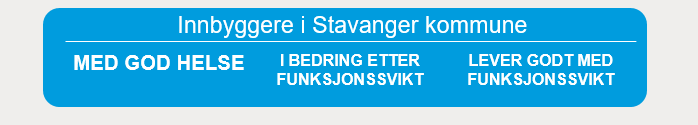 Innbyggere i Stavanger kommune
MED GOD HELSE
I BEDRING ETTER
FUNKSJONSSVIKT
LEVER GODT MED
FUNKSJONSSVIKT